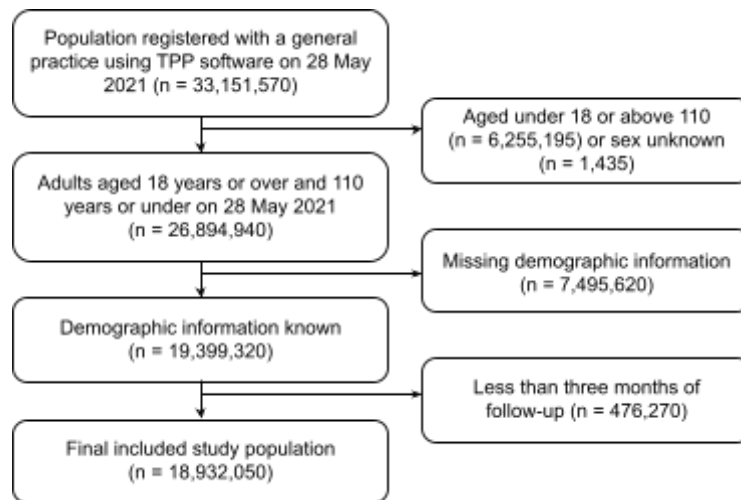 Population registered with a general
practice using TPP software on 28 May
2021 (n = 33,151,570)
Aged under 18 or above 110
(n = 6,255,195) or sex unknown
(n = 1,435)
Adults aged 18 years or over and 110
years or under on 28 May 2021
(n = 26,894,940)
Missing demographic information
(n = 7,495,620)
Demographic information known
(n = 19,399,320)
Less than three months of
follow-up (n = 476,270)
Final included study population
(n = 18,932,050)